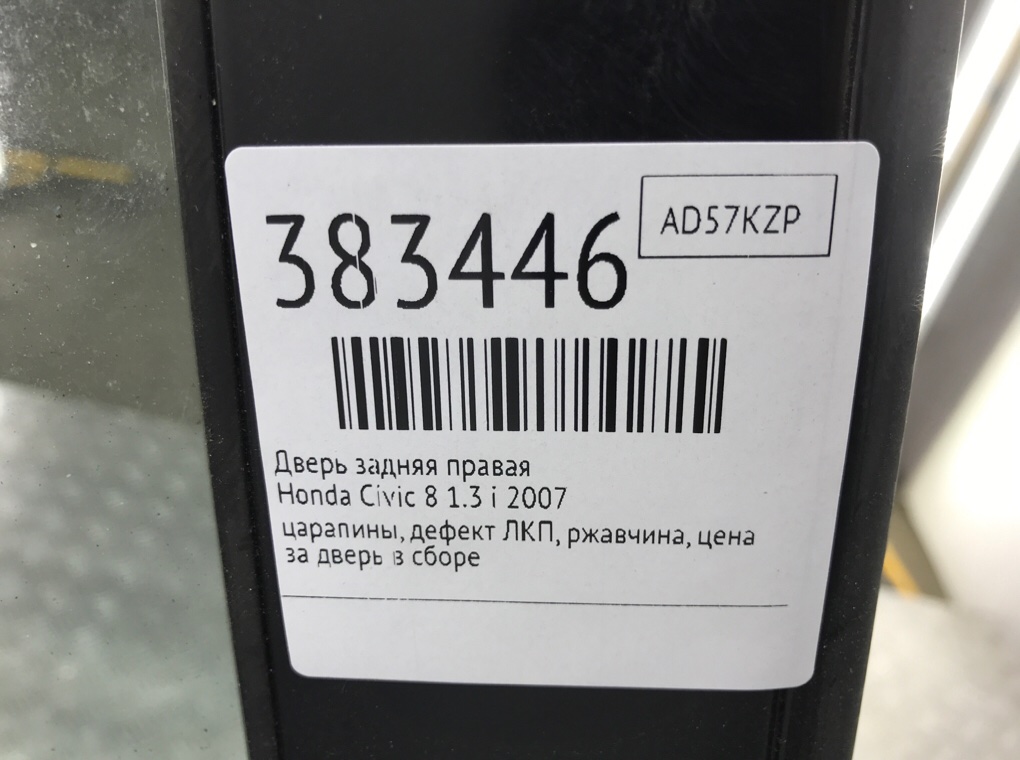 383446
AD57KZP
Дверь задняя правая
Honda Civic 8 1.3 i 2007
царапины, дефект ЛКП, ржавчина, цена
за дверь в сборе